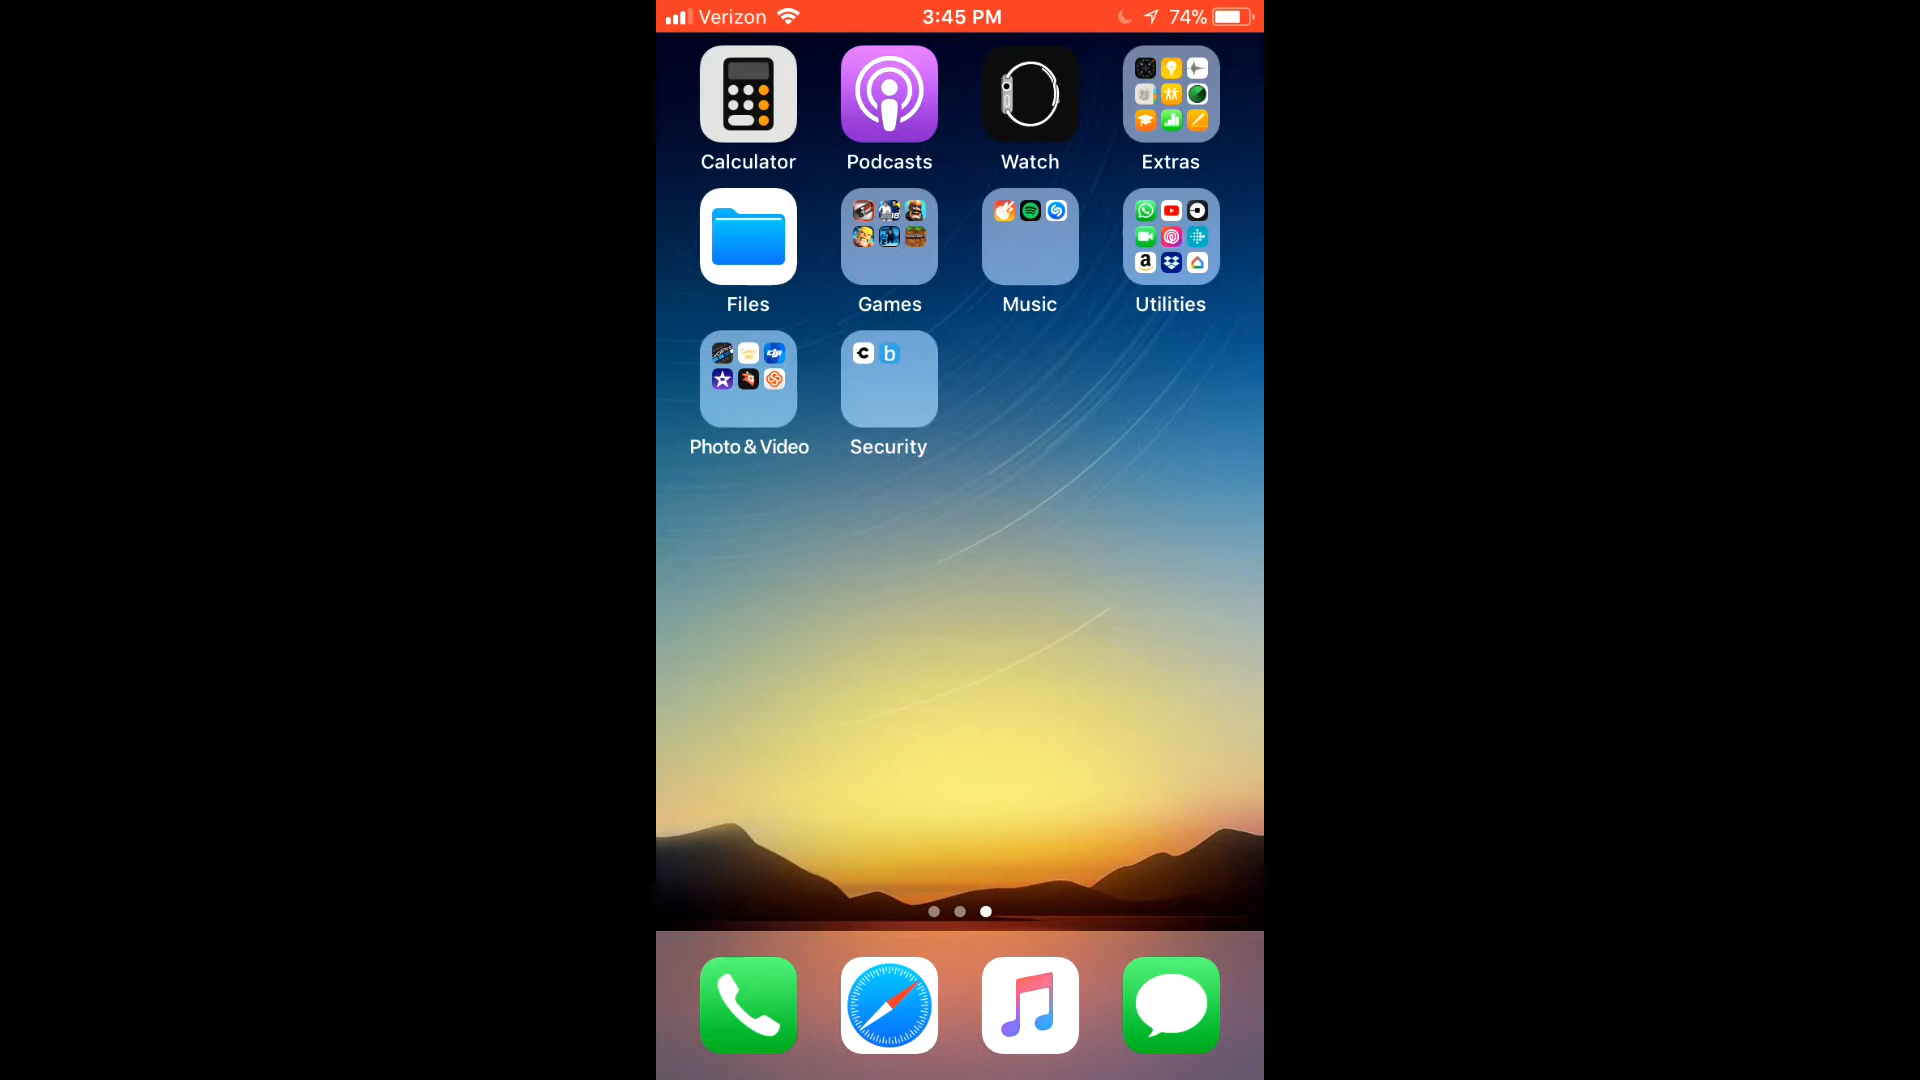 Verizon 3:45 PM 74%
Calculator Podcasts Watch Extras
Files Games Music Utilities
Photo & Video Security